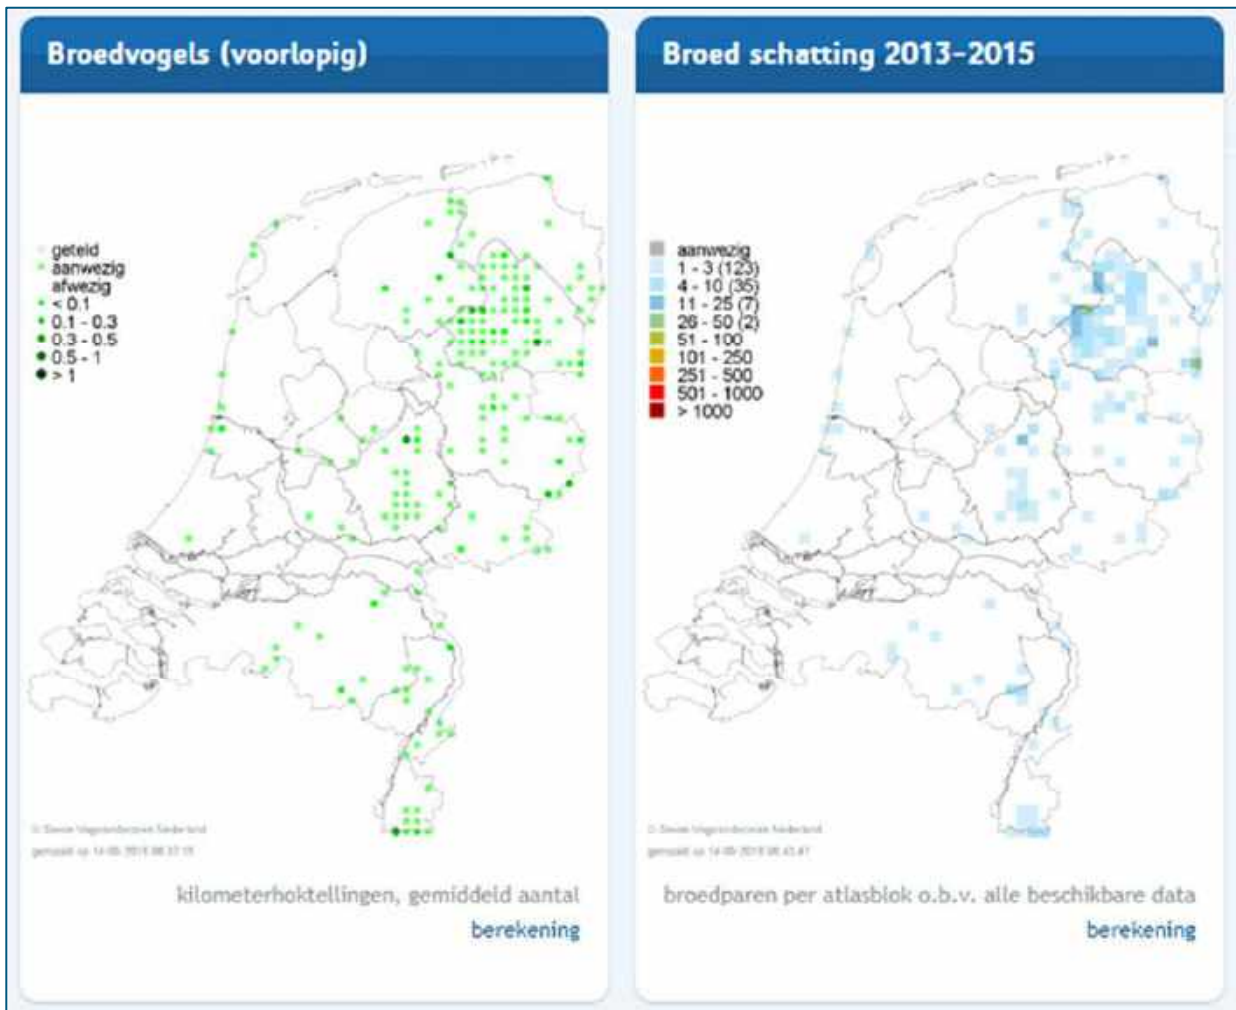 Broedvogels (voorlopig)
geteld
aanwezig
afwezig
< 0.1
0.1 - 0.3
0.3 - 0.5
0.5 - 1
> 1
kilometerhoktellingen, gemiddeld aantal
berekening
Broed schatting 2013-2015
aanwezig
1 - 3 (123)
4 - 10 (35)
11 - 25 (7)
26 - 50 (2)
51 - 100
101 - 250
251 - 500
501 - 1000
> 1000
broedparen per atlasblok o.b.v. alle beschikbare data
berekening